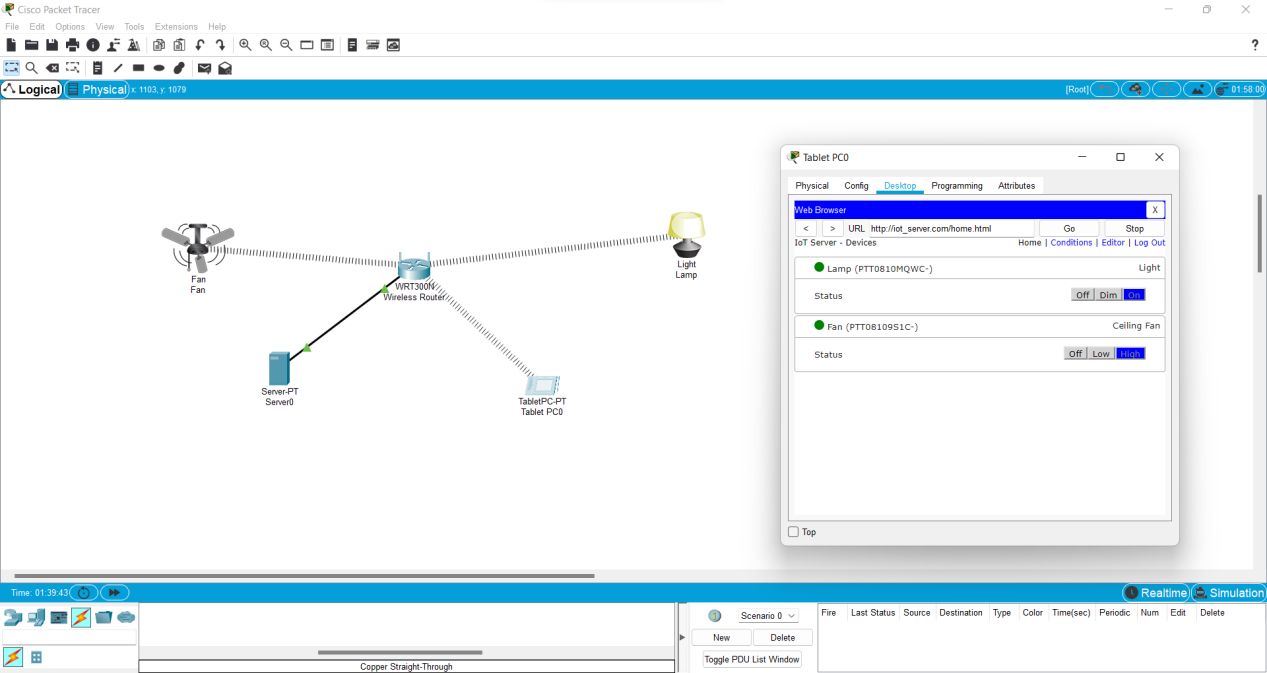 Cisco Packet Tracer
File Edit Options View Tools Extensions Help
?
Logical Physical x: 1103, y: 1079 [Root] 01:58:00
Tablet PC0
Physical Config Desktop Programming Attributes
Web Browser X
< > URL http://iot_server.com/home.html Go Stop
IoT Server - Devices Home | Conditions | Editor | Log Out
Lamp (PTT0810MQWC-) Light
Status Off Dim On
Fan (PTT08109S1C-) Ceiling Fan
Status Off Low High
Top
Fan
Fan
Light
Lamp
WRT300N
Wireless Router
Server-PT
Server0
TabletPC-PT
Tablet PC0
Time: 01:39:43 Realtime Simulation
Scenario 0
New Delete
Toggle PDU List Window
Fire Last Status Source Destination Type Color Time(sec) Periodic Num Edit Delete
Copper Straight-Through